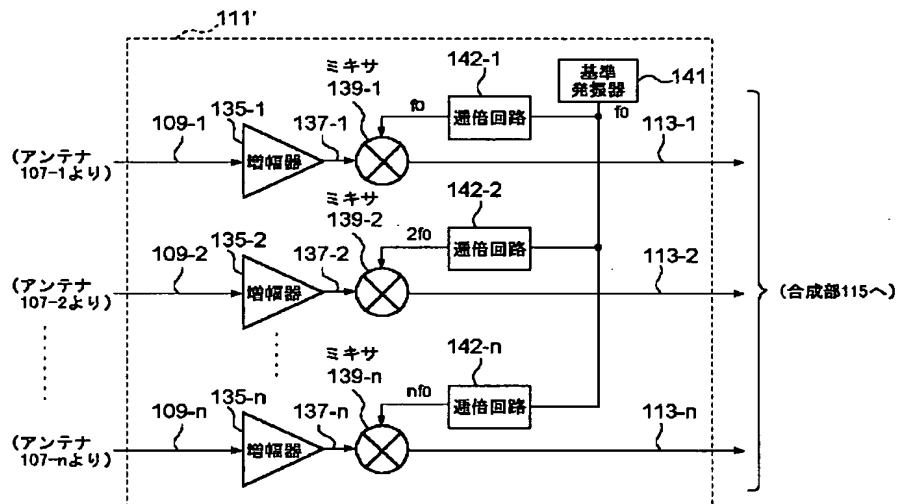 111'
ミキサ
139-1
142-1
基準
発振器
141
135-1
137-1
f0
逓倍回路
f0
113-1
109-1
(アンテナ
107-1より)
増幅器
ミキサ
139-2
142-2
135-2
137-2
2f0
逓倍回路
113-2
109-2
(アンテナ
107-2より)
増幅器
(合成部115へ)
ミキサ
139-n
142-n
135-n
137-n
nf0
逓倍回路
113-n
109-n
(アンテナ
107-nより)
増幅器